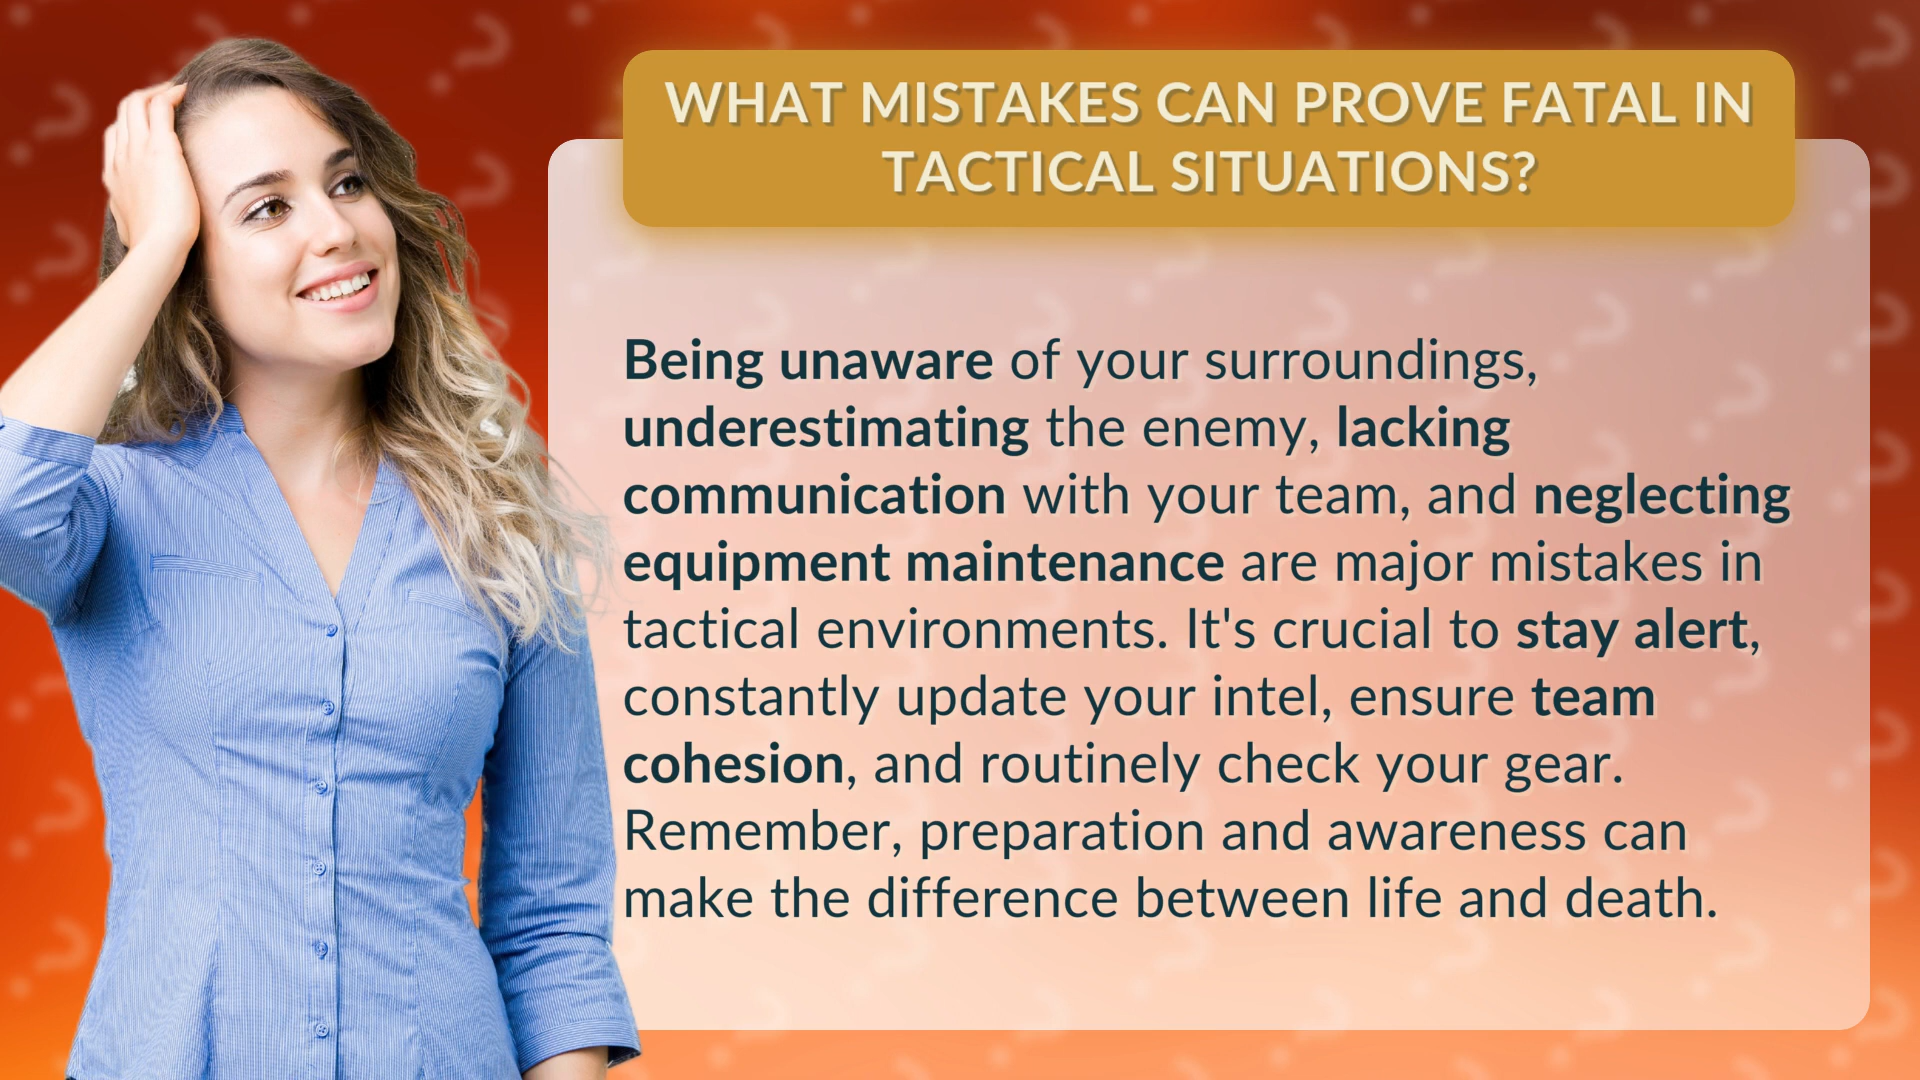 WHAT MISTAKES CAN PROVE FATAL IN
TACTICAL SITUATIONS?
Being unaware of your surroundings,
underestimating the enemy, lacking
communication with your team, and neglecting
equipment maintenance are major mistakes in
tactical environments. It's crucial to stay alert,
constantly update your intel, ensure team
cohesion, and routinely check your gear.
Remember, preparation and awareness can
make the difference between life and death.